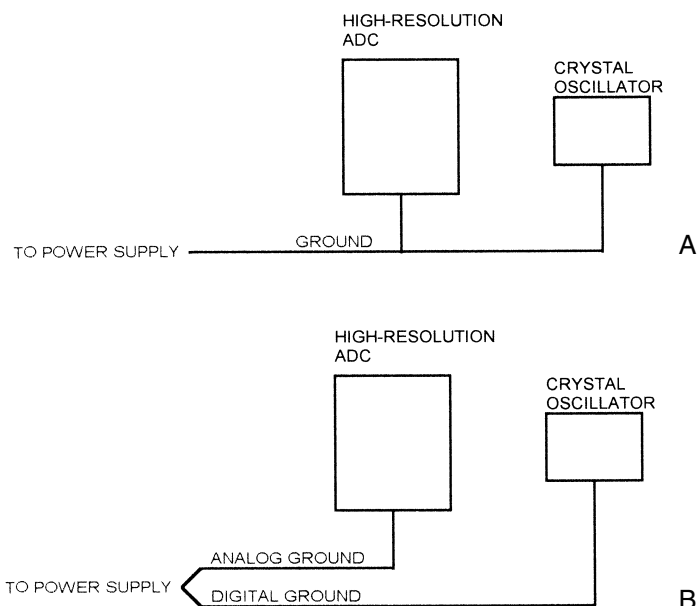 HIGH-RESOLUTION
ADC
CRYSTAL
OSCILLATOR
TO POWER SUPPLY
GROUND
A
HIGH-RESOLUTION
ADC
CRYSTAL
OSCILLATOR
ANALOG GROUND
TO POWER SUPPLY
DIGITAL GROUND
B